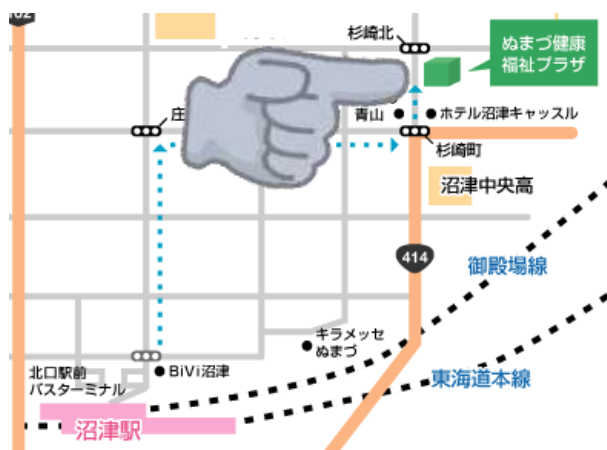 杉崎北
ぬまづ健康
福祉プラザ
青山
ホテル沼津キャッスル
庄
杉崎町
沼津中央高
414
御殿場線
キラメッセ
ぬまづ
北口駅前
バスターミナル
BiVi沼津
東海道本線
沼津駅